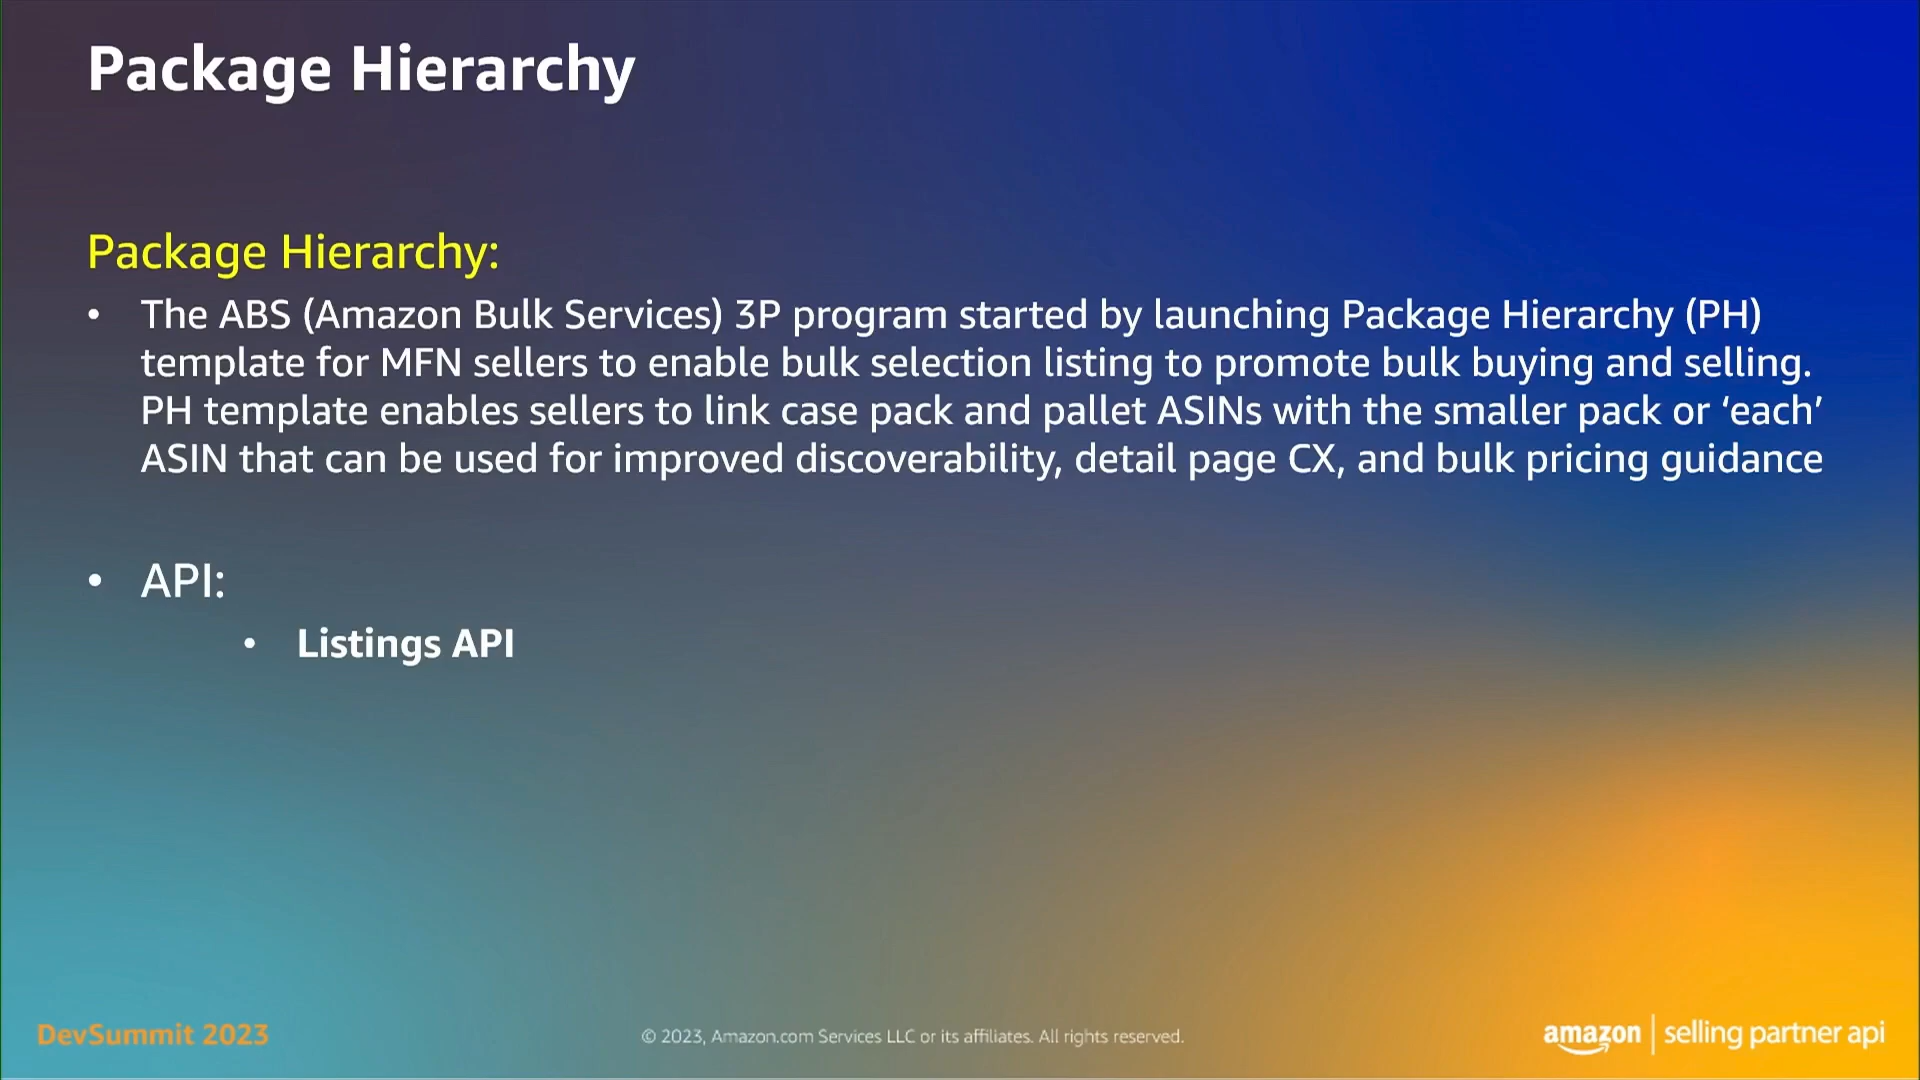 Package Hierarchy
Package Hierarchy:
• The ABS (Amazon Bulk Services) 3P program started by launching Package Hierarchy (PH)
template for MFN sellers to enable bulk selection listing to promote bulk buying and selling.
PH template enables sellers to link case pack and pallet ASINs with the smaller pack or ‘each’
ASIN that can be used for improved discoverability, detail page CX, and bulk pricing guidance
• API:
• Listings API
DevSummit 2023
© 2023, Amazon.com Services LLC or its affiliates. All rights reserved.
amazon | selling partner api